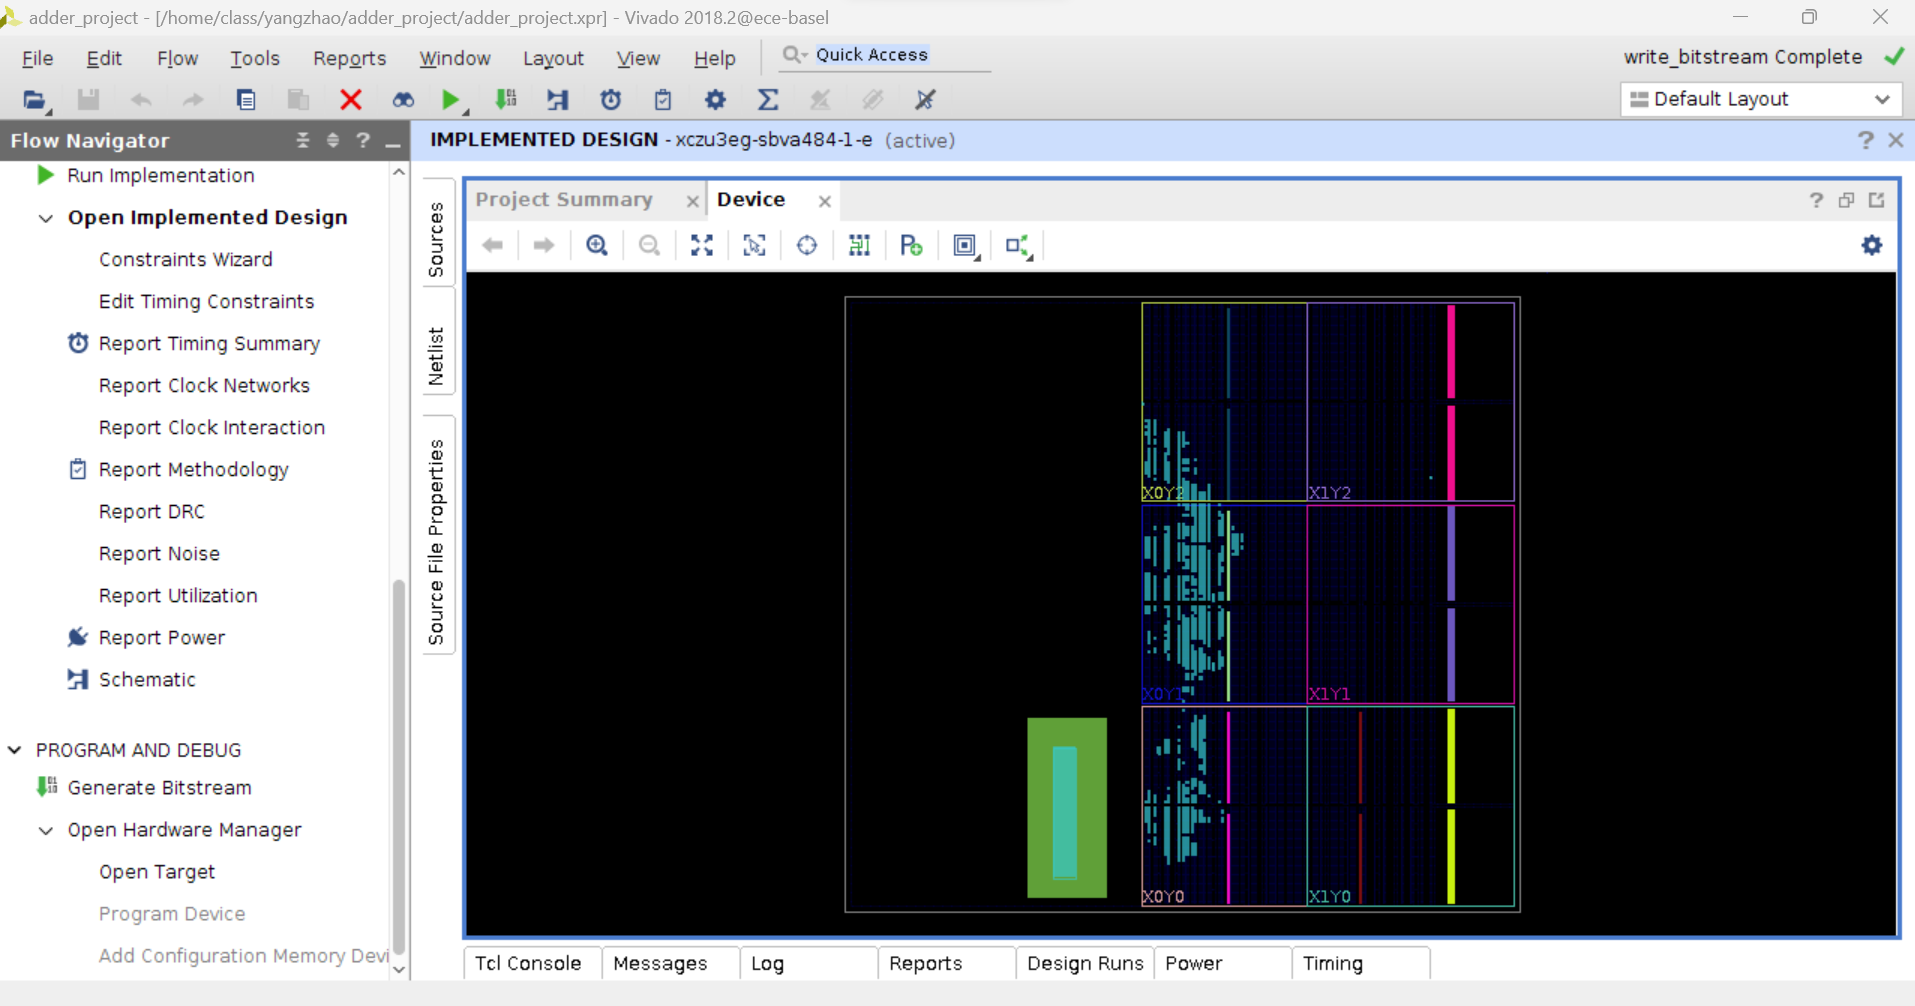 adder_project - [/home/class/yangzhao/adder_project/adder_project.xpr] - Vivado 2018.2@ece-basel
File Edit Flow Tools Reports Window Layout View Help Quick Access write_bitstream Complete
Default Layout
Flow Navigator
IMPLEMENTED DESIGN - xczu3eg-sbva484-1-e (active)
Run Implementation
Open Implemented Design
Constraints Wizard
Edit Timing Constraints
Report Timing Summary
Report Clock Networks
Report Clock Interaction
Report Methodology
Report DRC
Report Noise
Report Utilization
Report Power
Schematic
PROGRAM AND DEBUG
Generate Bitstream
Open Hardware Manager
Open Target
Program Device
Add Configuration Memory Devi
Sources
Netlist
Source File Properties
Project Summary
Device
X0Y2 X1Y2
X0Y1 X1Y1
X0Y0 X1Y0
Tcl Console Messages Log Reports Design Runs Power Timing